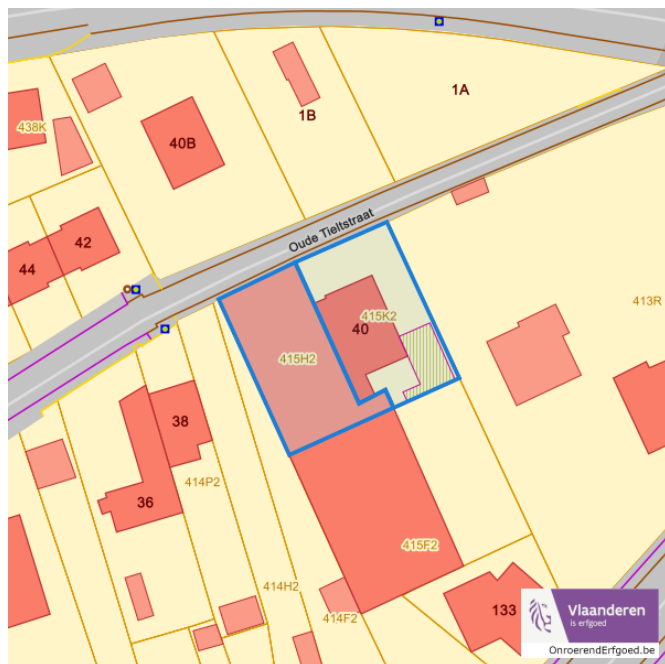 1A
1B
438K
40B
Oude Tieltstraat
42
44
413R
415K2
40
415H2
38
36
414P2
415F2
414H2
414F2
133
Vlaanderen
is erfgoed
OnroerendErfgoed.be